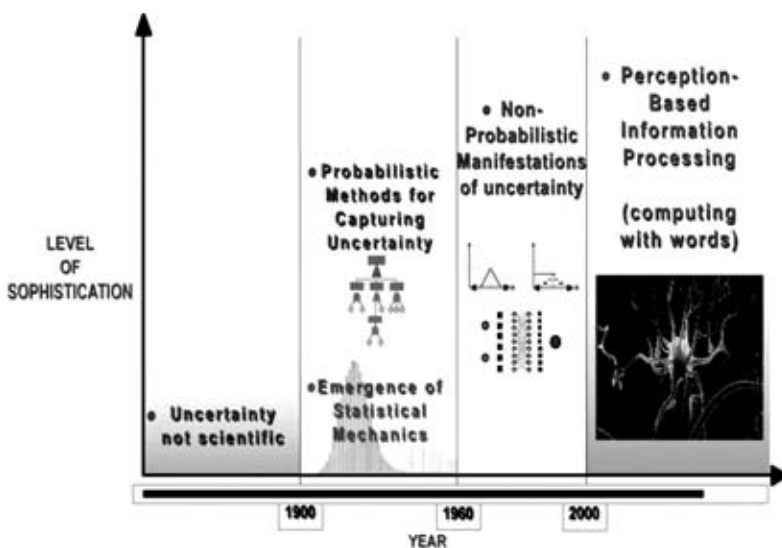 LEVEL
OF
SOPHISTICATION
• Uncertainty
not scientific
• Probabilistic
Methods for
Capturing
Uncertainty
• Emergence of
Statistical
Mechanics
• Non-
Probabilistic
Manifestations
of uncertainty
• Perception-
Based
Information
Processing
(computing
with words)
1900
1960
2000
YEAR